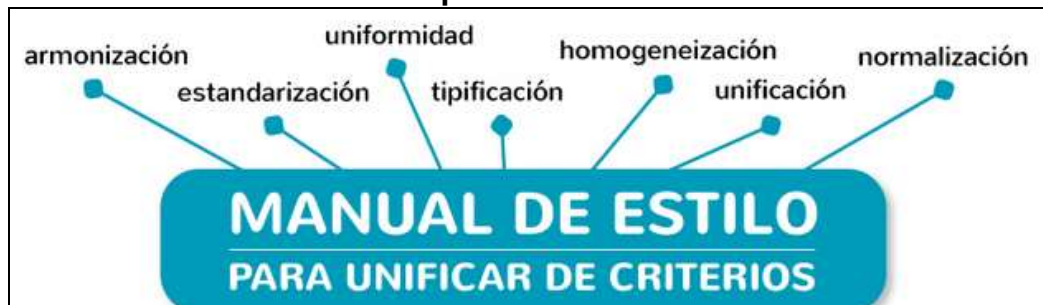 armonización
uniformidad
homogeneización
normalización
estandarización
tipificación
unificación
MANUAL DE ESTILO
PARA UNIFICAR DE CRITERIOS